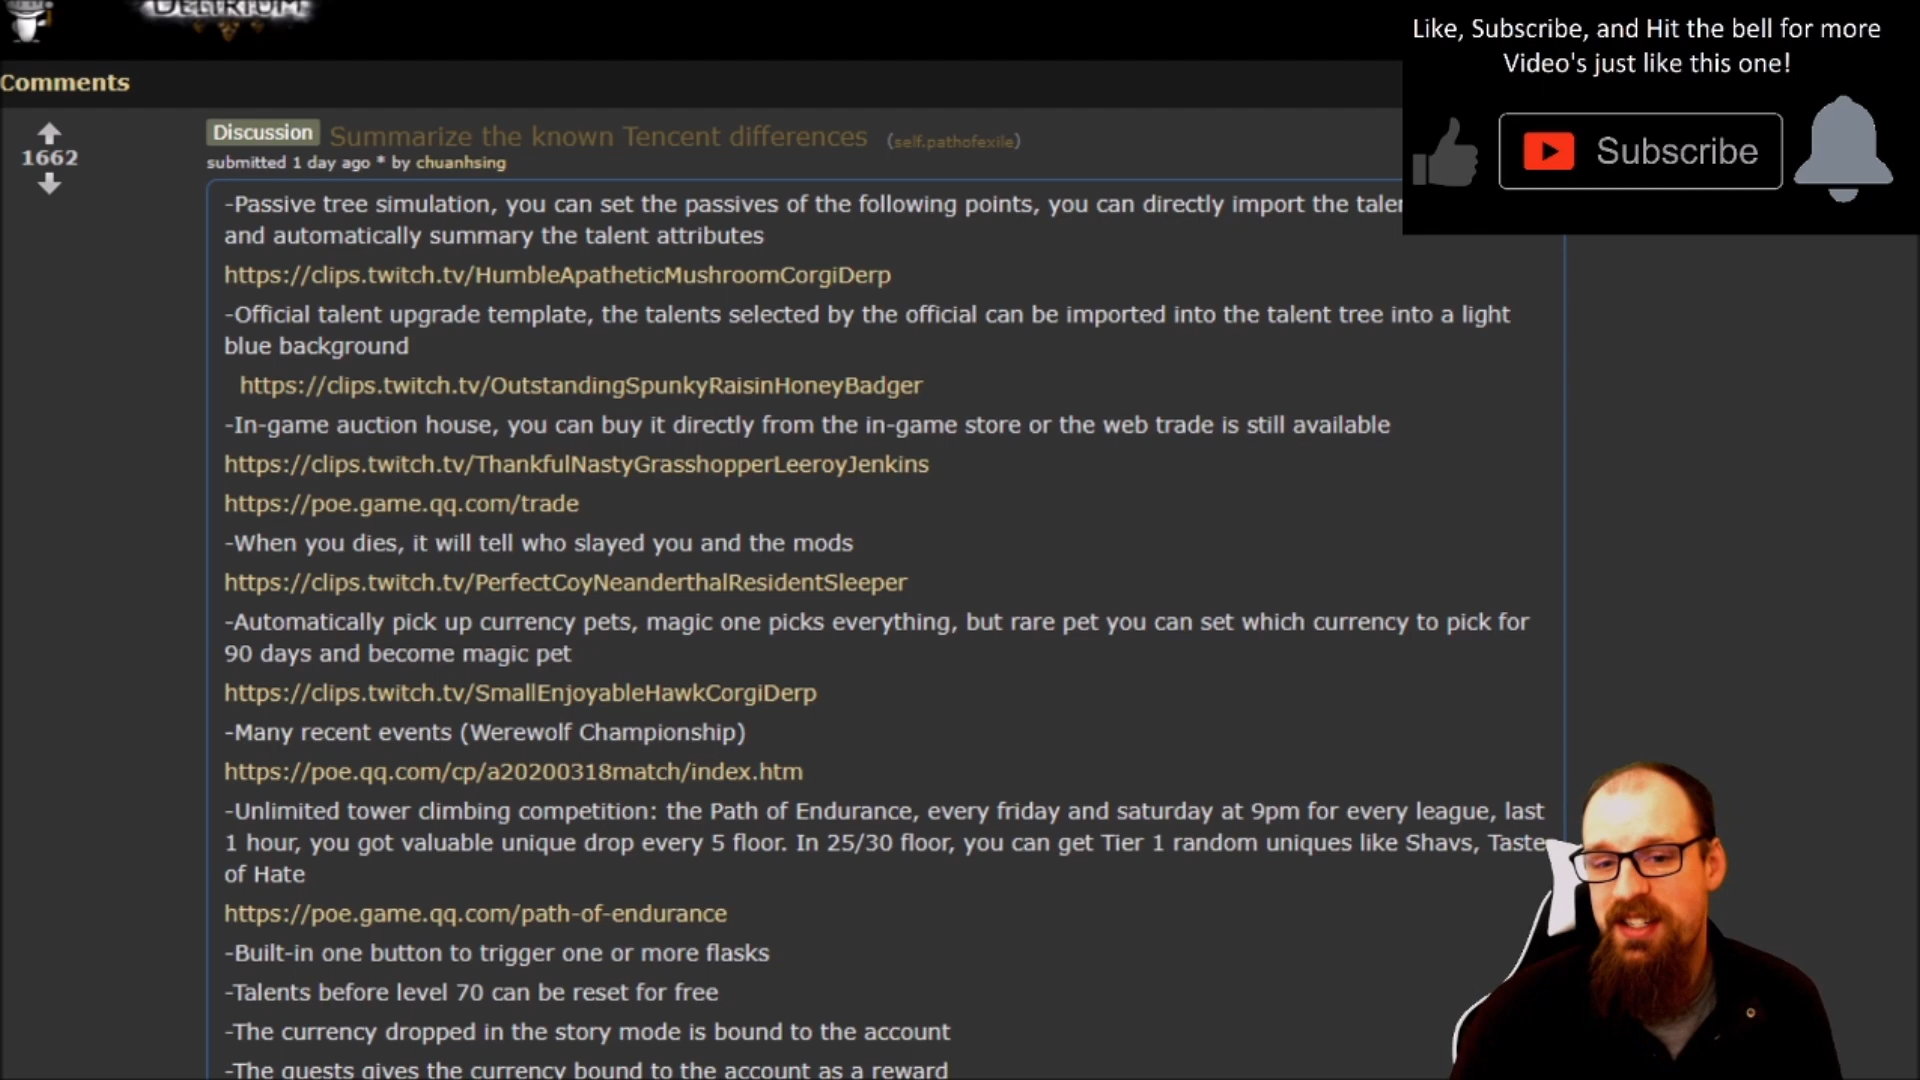 DELIRIUM
Like, Subscribe, and Hit the bell for more
Video's just like this one!
Subscribe
Comments
1662
Discussion Summarize the known Tencent differences (self.pathofexile)
submitted 1 day ago * by chuanhsing
-Passive tree simulation, you can set the passives of the following points, you can directly import the
and automatically summary the talent attributes
https://clips.twitch.tv/HumbleApatheticMushroomCorgiDerp
-Official talent upgrade template, the talents selected by the official can be imported into the talent tree into a light
blue background
https://clips.twitch.tv/OutstandingSpunkyRaisinHoneyBadger
-In-game auction house, you can buy it directly from the in-game store or the web trade is still available
https://clips.twitch.tv/ThankfulNastyGrasshopperLeeroyJenkins
https://poe.game.qq.com/trade
-When you dies, it will tell who slayed you and the mods
https://clips.twitch.tv/PerfectCoyNeanderthalResidentSleeper
-Automatically pick up currency pets, magic one picks everything, but rare pet you can set which currency to pick for
90 days and become magic pet
https://clips.twitch.tv/SmallEnjoyableHawkCorgiDerp
-Many recent events (Werewolf Championship)
https://poe.qq.com/cp/a20200318match/index.htm
-Unlimited tower climbing competition: the Path of Endurance, every friday and saturday at 9pm for every league, last
1 hour, you got valuable unique drop every 5 floor. In 25/30 floor, you can get Tier 1 random uniques like Shavs, Taste
of Hate
https://poe.game.qq.com/path-of-endurance
-Built-in one button to trigger one or more flasks
-Talents before level 70 can be reset for free
-The currency dropped in the story mode is bound to the account
-The quests gives the currency bound to the account as a reward